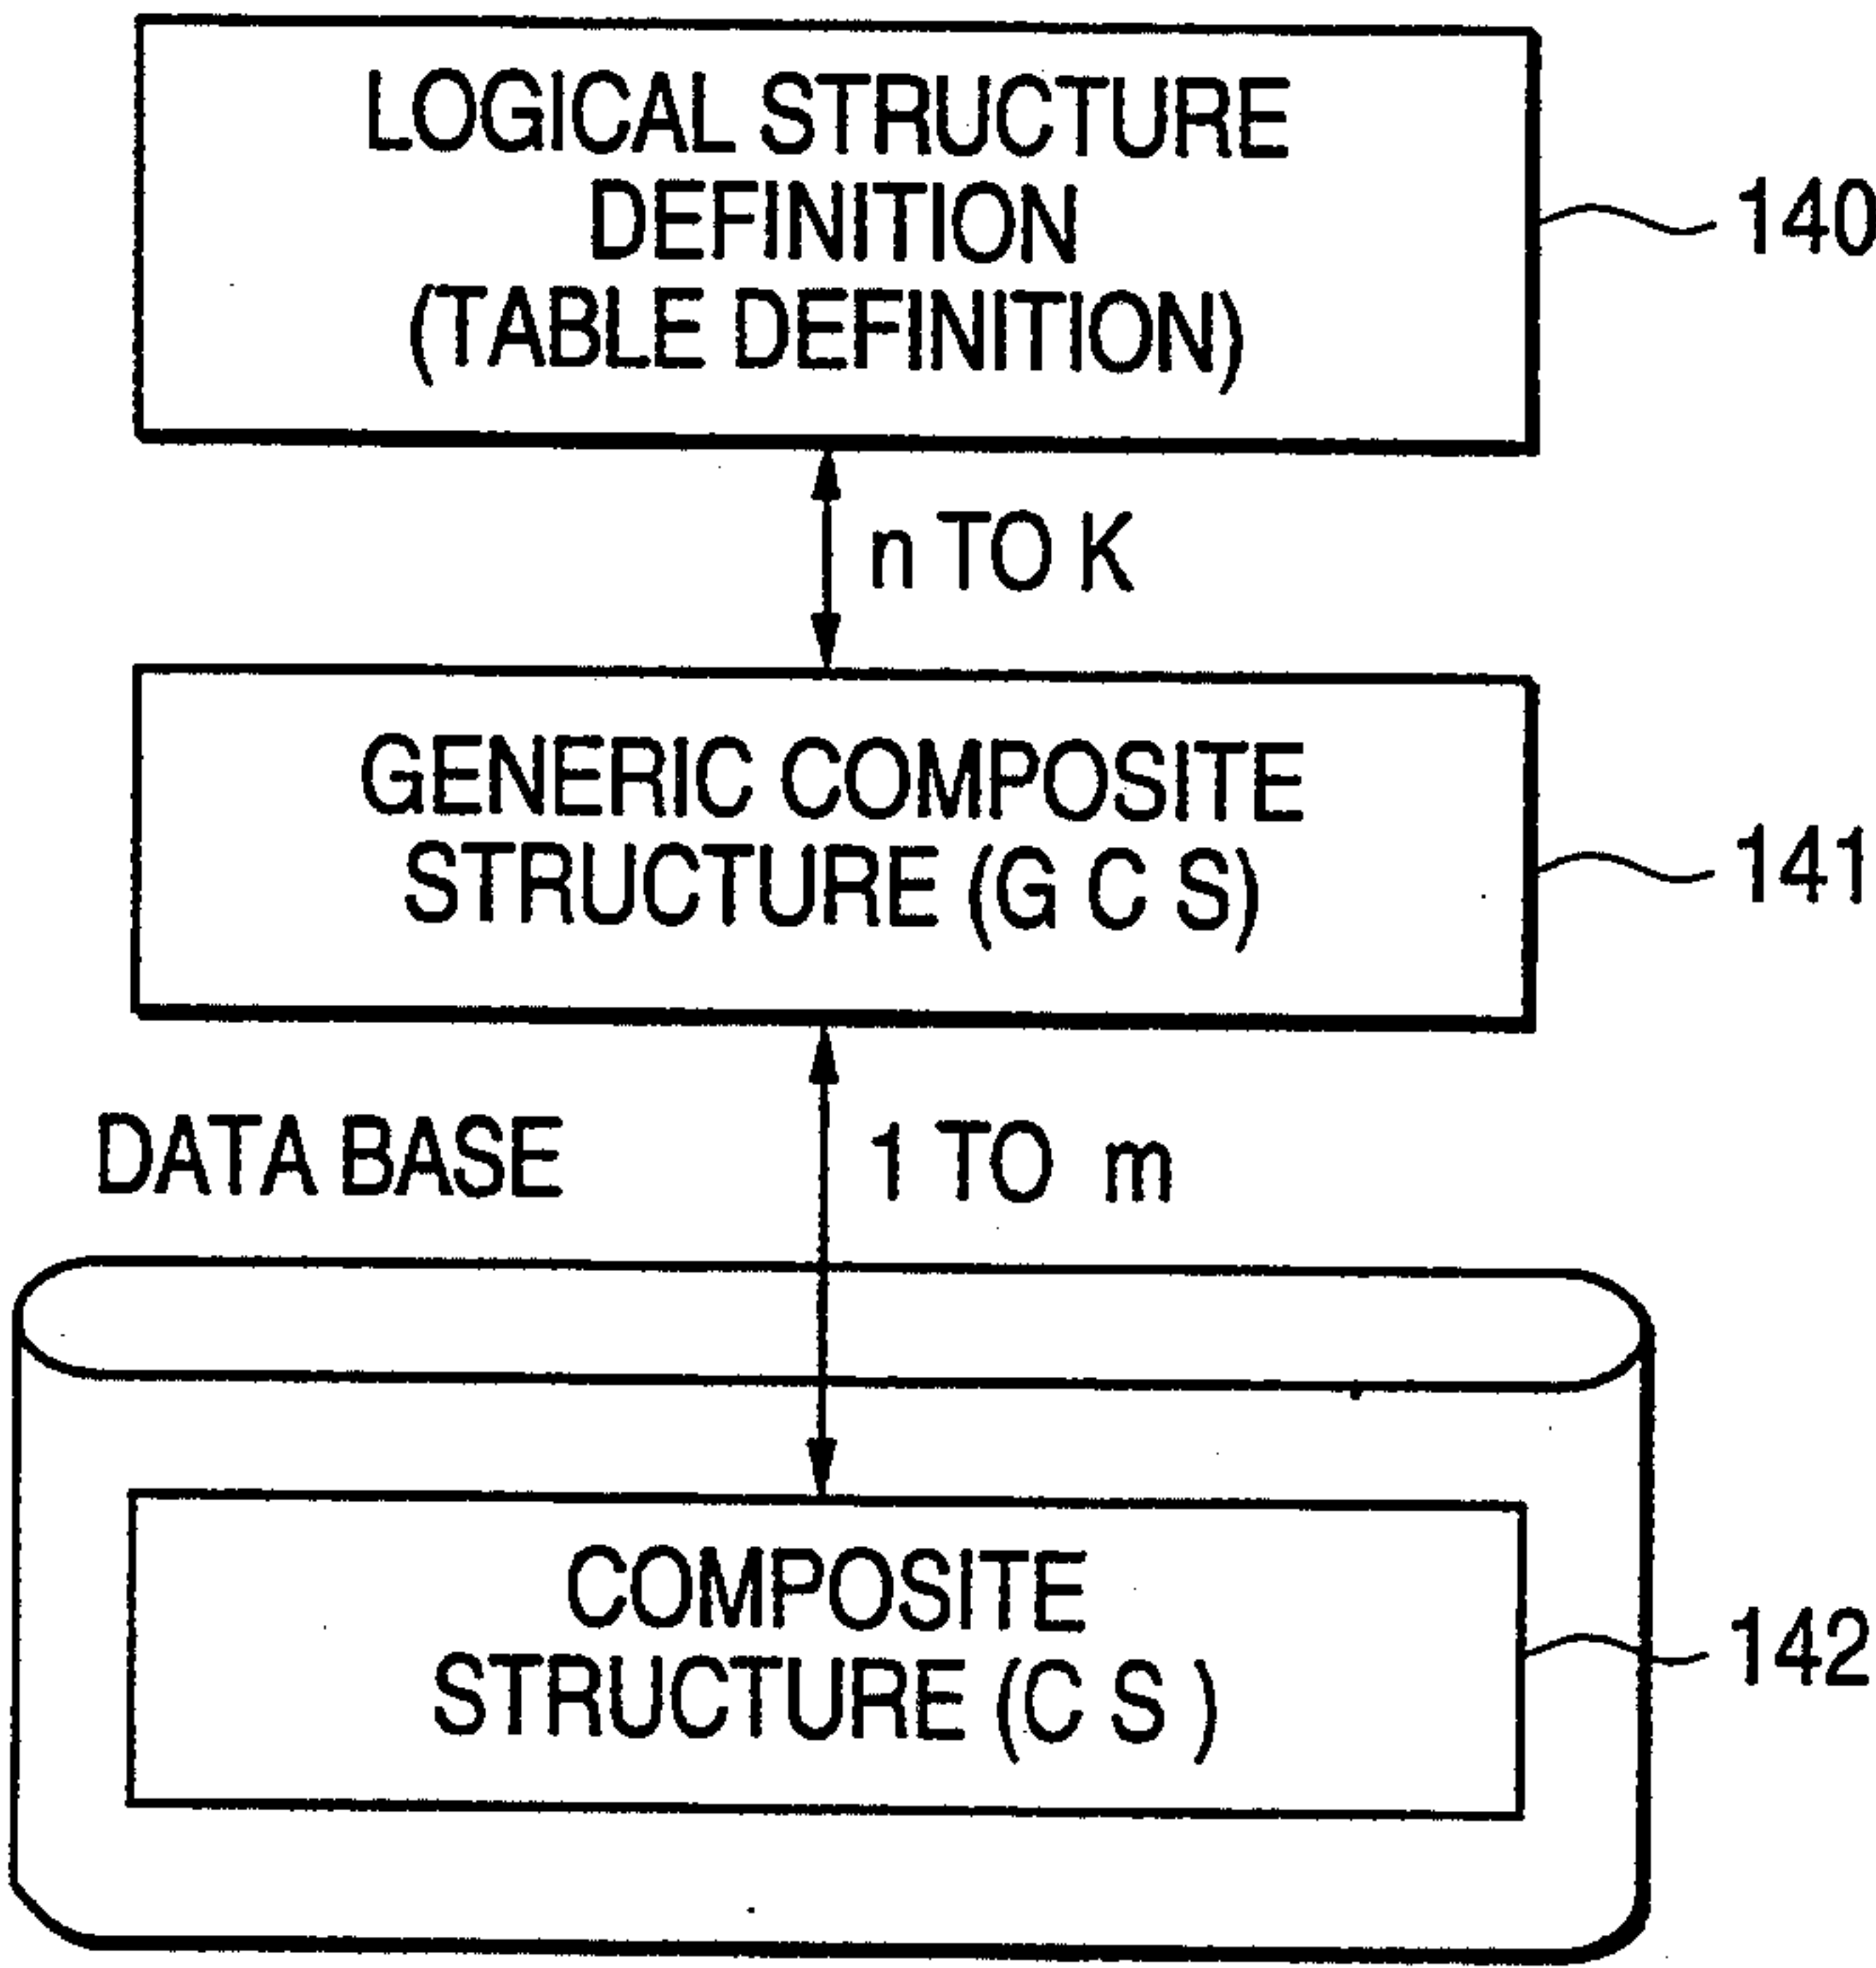 LOGICAL STRUCTURE
DEFINITION
(TABLE DEFINITION)
140
n TO K
GENERIC COMPOSITE
STRUCTURE (G C S)
141
DATA BASE
1 TO m
COMPOSITE
STRUCTURE (C S )
142